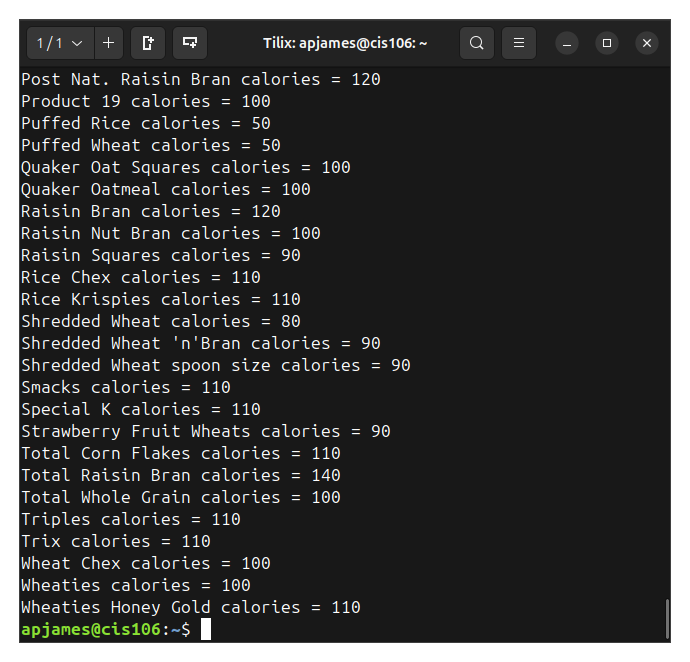 1 / 1
Tilix: apjames@cis106: ~
Post Nat. Raisin Bran calories = 120
Product 19 calories = 100
Puffed Rice calories = 50
Puffed Wheat calories = 50
Quaker Oat Squares calories = 100
Quaker Oatmeal calories = 100
Raisin Bran calories = 120
Raisin Nut Bran calories = 100
Raisin Squares calories = 90
Rice Chex calories = 110
Rice Krispies calories = 110
Shredded Wheat calories = 80
Shredded Wheat 'n'Bran calories = 90
Shredded Wheat spoon size calories = 90
Smacks calories = 110
Special K calories = 110
Strawberry Fruit Wheats calories = 90
Total Corn Flakes calories = 110
Total Raisin Bran calories = 140
Total Whole Grain calories = 100
Triples calories = 110
Trix calories = 110
Wheat Chex calories = 100
Wheaties calories = 100
Wheaties Honey Gold calories = 110
apjames@cis106:~$